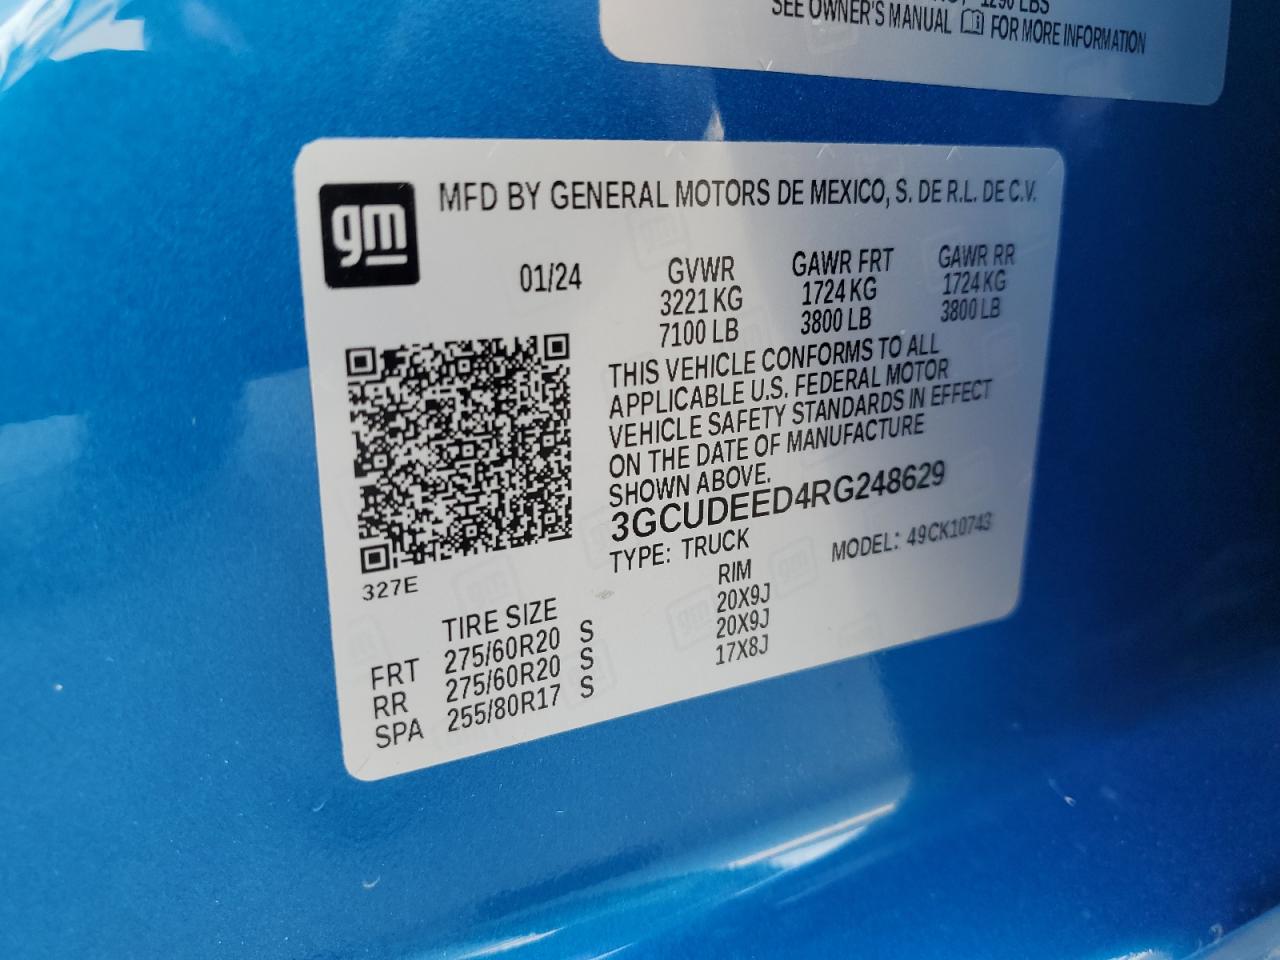 1290 LBS
SEE OWNER'S MANUAL FOR MORE INFORMATION
gm
MFD BY GENERAL MOTORS DE MEXICO, S. DE R.L. DE C.V.
01/24 GVWR GAWR FRT GAWR RR
3221 KG 1724 KG 1724 KG
7100 LB 3800 LB 3800 LB
THIS VEHICLE CONFORMS TO ALL
APPLICABLE U.S. FEDERAL MOTOR
VEHICLE SAFETY STANDARDS IN EFFECT
ON THE DATE OF MANUFACTURE
SHOWN ABOVE.
3GCUDEED4RG248629
TYPE: TRUCK MODEL: 49CK10743
327E
TIRE SIZE RIM
FRT 275/60R20 S 20X9J
RR 275/60R20 S 20X9J
SPA 255/80R17 S 17X8J